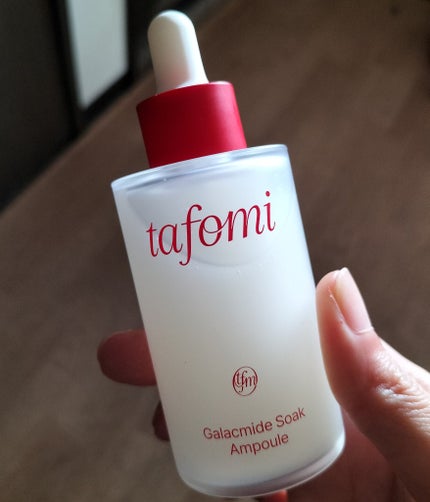 tafomi
tfm
Galacmide Soak
Ampoule